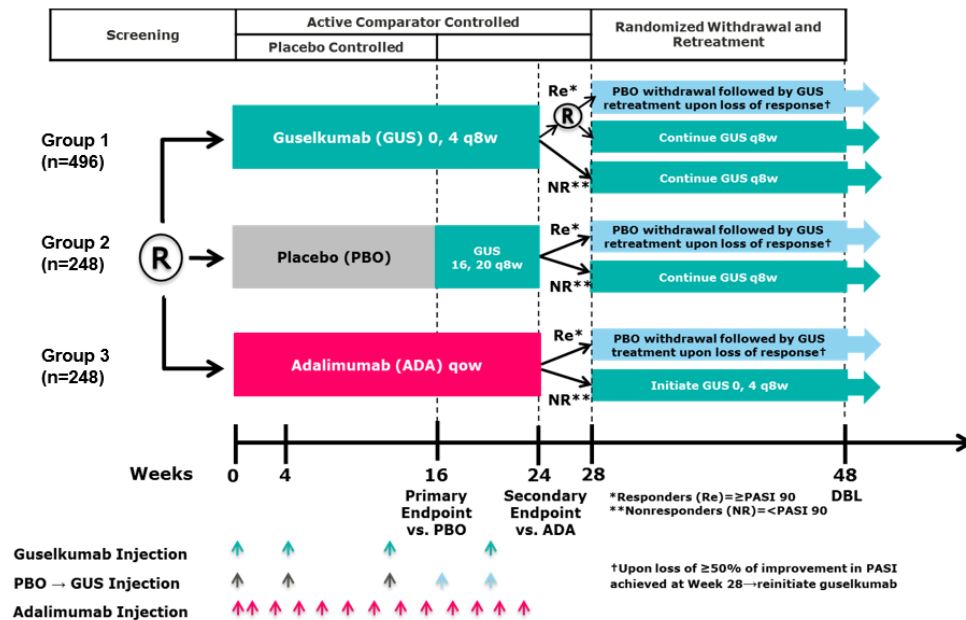 Screening
Active Comparator Controlled
Placebo Controlled
Randomized Withdrawal and
Retreatment
Group 1
(n=496)
Guselkumab (GUS) 0, 4 q8w
Re*
R
NR**
PBO withdrawal followed by GUS
retreatment upon loss of response†
Continue GUS q8w
Continue GUS q8w
R
Group 2
(n=248)
Placebo (PBO)
GUS
16, 20 q8w
Re*
NR**
PBO withdrawal followed by GUS
retreatment upon loss of response†
Continue GUS q8w
Group 3
(n=248)
Adalimumab (ADA) qow
Re*
NR**
PBO withdrawal followed by GUS
treatment upon loss of response†
Initiate GUS 0, 4 q8w
Weeks
0
4
16
24
28
48
Primary
Endpoint
vs. PBO
Secondary
Endpoint
vs. ADA
DBL
*Responders (Re)=≥PASI 90
**Nonresponders (NR)=<PASI 90
Guselkumab Injection
PBO → GUS Injection
Adalimumab Injection
†Upon loss of ≥50% of improvement in PASI
achieved at Week 28→reinitiate guselkumab